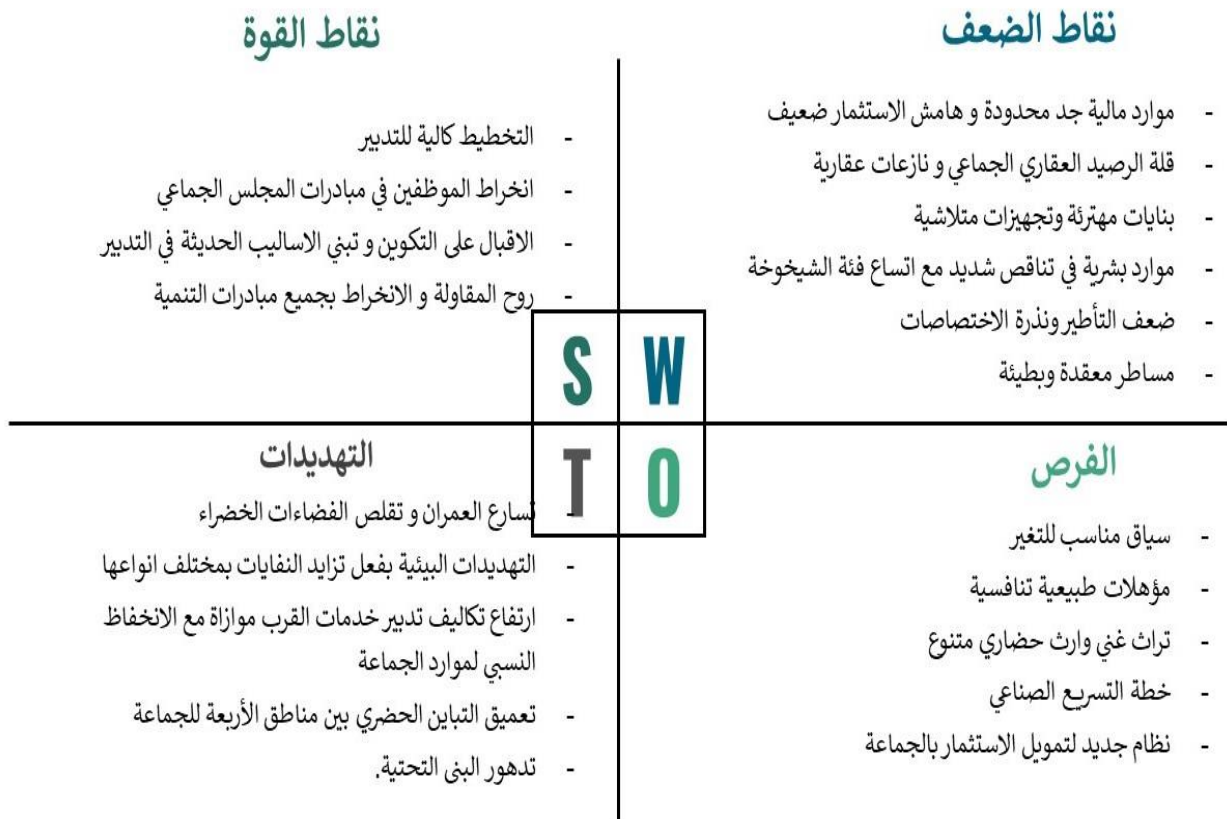 نقاط القوة
- التخطيط كالية للتدبير
- انخراط الموظفين في مبادرات المجلس الجماعي
- الاقبال على التكوين و تبني الاساليب الحديثة في التدبير
- روح المقاولة و الانخراط بجميع مبادرات التنمية
نقاط الضعف
- موارد مالية جد محدودة و هامش الاستثمار ضعيف
- قلة الرصيد العقاري الجماعي و نازعات عقارية
- بنايات مهترئة وتجهيزات متلاشية
- موارد بشرية في تناقص شديد مع اتساع فئة الشيخوخة
- ضعف التأطير ونذرة الاختصاصات
- مساطر معقدة وبطيئة
S W
T O
التهديدات
- تسارع العمران و تقلص الفضاءات الخضراء
- التهديدات البيئية بفعل تزايد النفايات بمختلف انواعها
- ارتفاع تكاليف تدبير خدمات القرب موازاة مع الانخفاظ
النسبي لموارد الجماعة
- تعميق التباين الحضري بين مناطق الأربعة للجماعة
- تدهور البنى التحتية.
الفرص
- سياق مناسب للتغير
- مؤهلات طبيعية تنافسية
- تراث غني وارث حضاري متنوع
- خطة التسريع الصناعي
- نظام جديد لتمويل الاستثمار بالجماعة